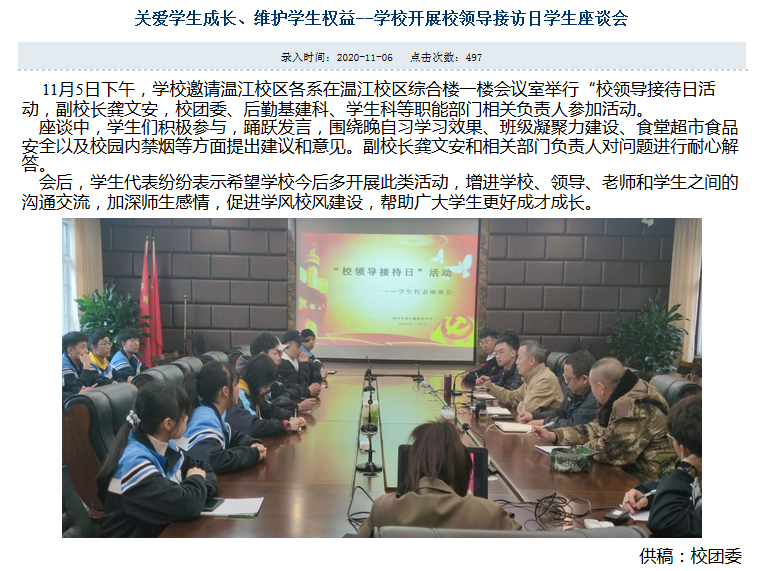 关爱学生成长、维护学生权益--学校开展校领导接访日学生座谈会
录入时间：2020-11-06 点击次数：497
11月5日下午，学校邀请温江校区各系在温江校区综合楼一楼会议室举行“校领导接待日活
动，副校长龚文安，校团委、后勤基建科、学生科等职能部门相关负责人参加活动。
座谈中，学生们积极参与，踊跃发言，围绕晚自习学习效果、班级凝聚力建设、食堂超市食品
安全以及校园内禁烟等方面提出建议和意见。副校长龚文安和相关部门负责人对问题进行耐心解
答。
会后，学生代表纷纷表示希望学校今后多开展此类活动，增进学校、领导、老师和学生之间的
沟通交流，加深师生感情，促进学风校风建设，帮助广大学生更好成才成长。
“校领导接待日”活动
——学生代表座谈会
供稿：校团委